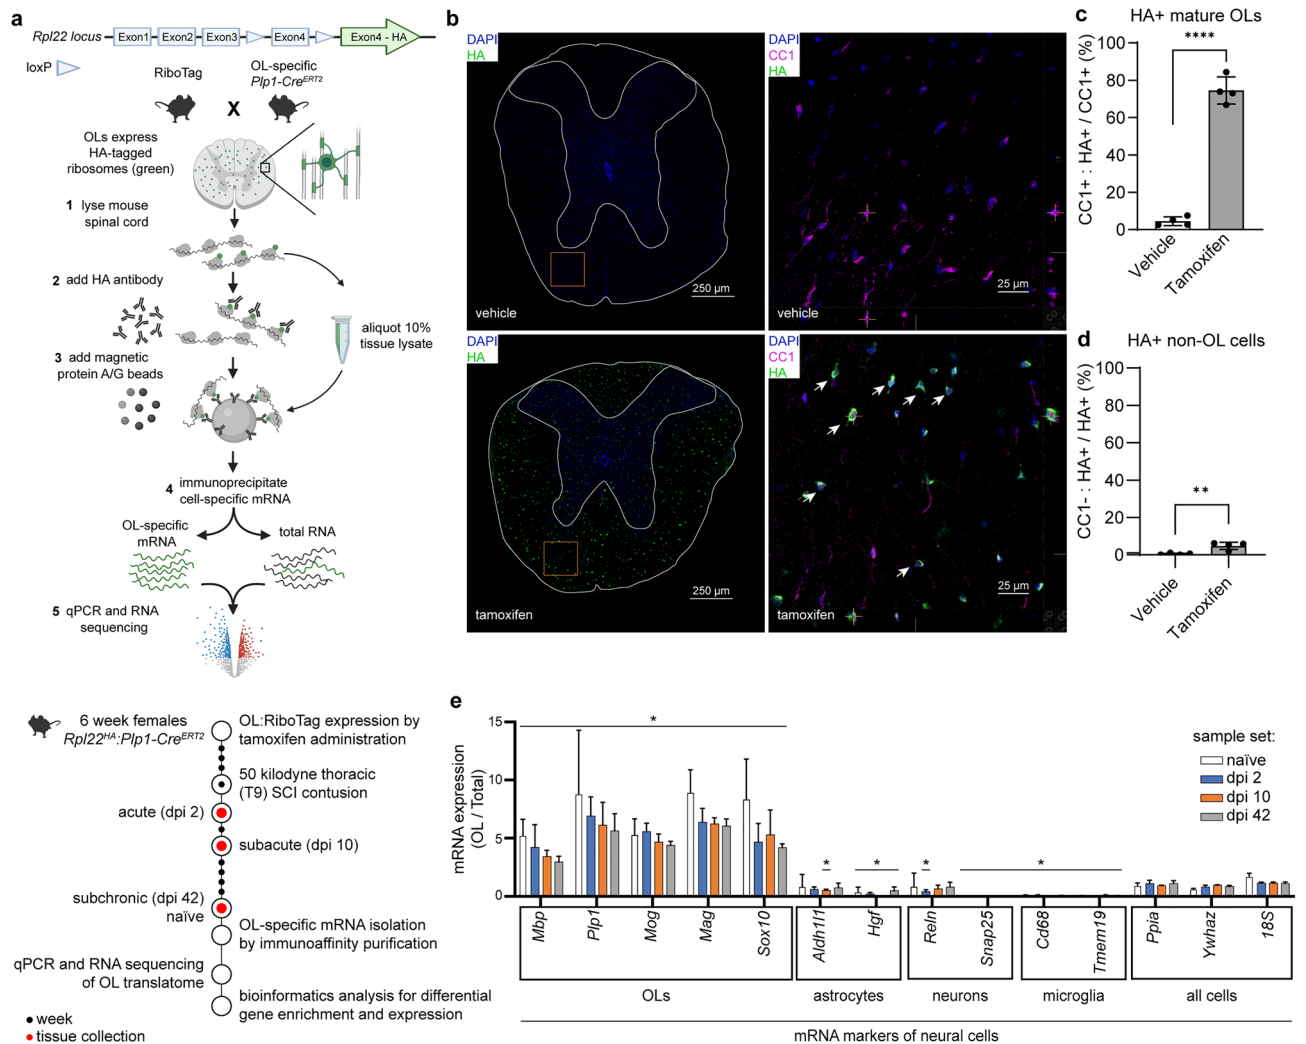 a
Rpl22 locus
Exon1
Exon2
Exon3
Exon4
Exon4 - HA
loxP
RiboTag
OL-specific
Plp1-CreERT2
X
OLs express
HA-tagged
ribosomes (green)
1 lyse mouse
spinal cord
2 add HA antibody
aliquot 10%
tissue lysate
3 add magnetic
protein A/G beads
4 immunoprecipitate
cell-specific mRNA
OL-specific
mRNA
total RNA
5 qPCR and RNA
sequencing
6 week females
Rpl22HA:Plp1-CreERT2
OL:RiboTag expression by
tamoxifen administration
50 kilodyne thoracic
(T9) SCI contusion
acute (dpi 2)
subacute (dpi 10)
subchronic (dpi 42)
naïve
OL-specific mRNA isolation
by immunoaffinity purification
qPCR and RNA sequencing
of OL translatome
bioinformatics analysis for differential
gene enrichment and expression
week
tissue collection
b
DAPI
HA
250 µm
vehicle
DAPI
CC1
HA
25 µm
vehicle
DAPI
HA
250 µm
tamoxifen
DAPI
CC1
HA
25 µm
tamoxifen
c
HA+ mature OLs
CC1+ : HA+ / CC1+ (%)
100
80
60
40
20
0
****
Vehicle
Tamoxifen
d
HA+ non-OL cells
CC1- : HA+ / HA+ (%)
100
80
60
40
20
0
**
Vehicle
Tamoxifen
e
mRNA expression
(OL / Total)
15
10
5
0
*
*
*
*
*
sample set:
naïve
dpi 2
dpi 10
dpi 42
Mbp
Plp1
Mog
Mag
Sox10
Aldh1l1
Hgf
Reln
Snap25
Cd68
Tmem19
Ppia
Ywhaz
18S
OLs
astrocytes
neurons
microglia
all cells
mRNA markers of neural cells